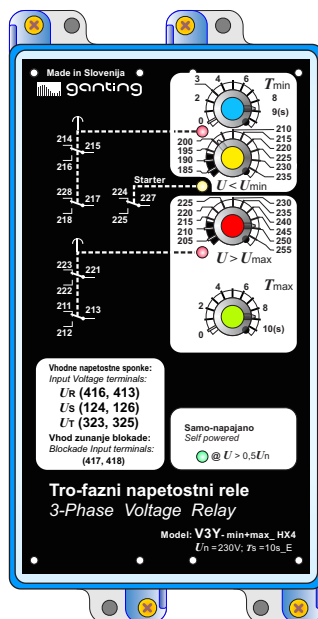 Made in Slovenija
ganting
Tmin
0 2 3 4 6 8 9(s)
214 215
216
210
215
220
225
230
235
200
195
190
185
228 217
218
Starter
224 227
225
U < Umin
225
220
215
210
205
230
235
240
245
250
255
U > Umax
223 221
222
211 213
212
Tmax
0 2 4 6 8 10(s)
Vhodne napetostne sponke:
Input Voltage terminals:
UR (416, 413)
US (124, 126)
UT (323, 325)
Vhod zunanje blokade:
Blockade Input terminals:
(417, 418)
Samo-napajano
Self powered
@ U > 0,5Un
Tro-fazni napetostni rele
3-Phase Voltage Relay
Model: V3Y- min+max_ HX4
Un =230V; Ts =10s_E